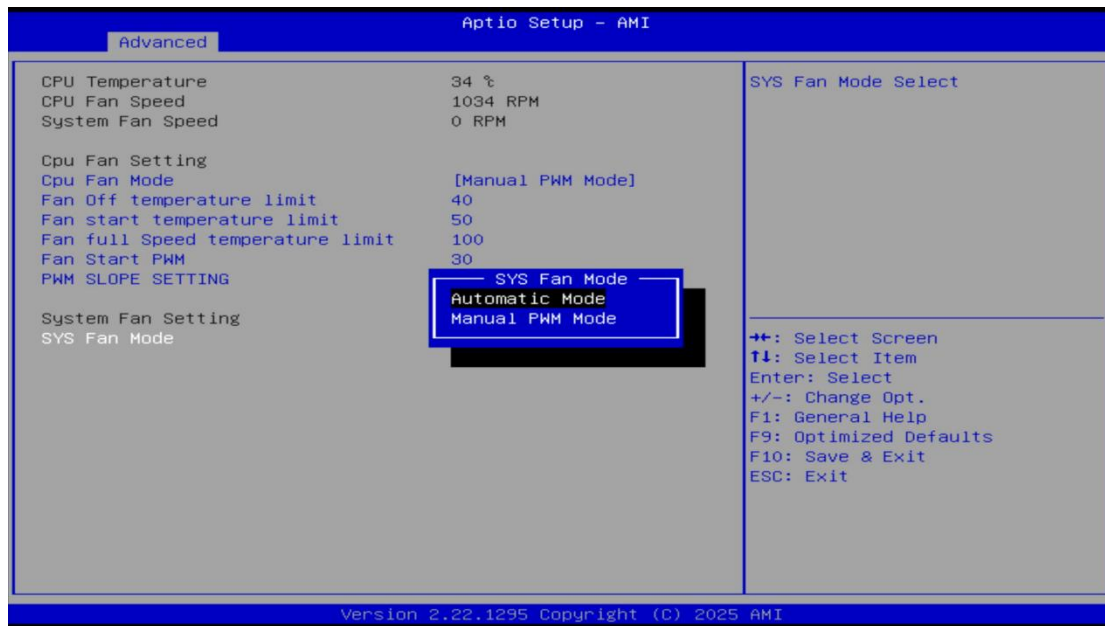 Aptio Setup - AMI
Advanced
CPU Temperature 34 ℃
CPU Fan Speed 1034 RPM
System Fan Speed 0 RPM
Cpu Fan Setting
Cpu Fan Mode [Manual PWM Mode]
Fan Off temperature limit 40
Fan start temperature limit 50
Fan full Speed temperature limit 100
Fan Start PWM 30
PWM SLOPE SETTING
System Fan Setting
SYS Fan Mode
SYS Fan Mode
Automatic Mode
Manual PWM Mode
SYS Fan Mode Select
→←: Select Screen
↑↓: Select Item
Enter: Select
+/-: Change Opt.
F1: General Help
F9: Optimized Defaults
F10: Save & Exit
ESC: Exit
Version 2.22.1295 Copyright (C) 2025 AMI